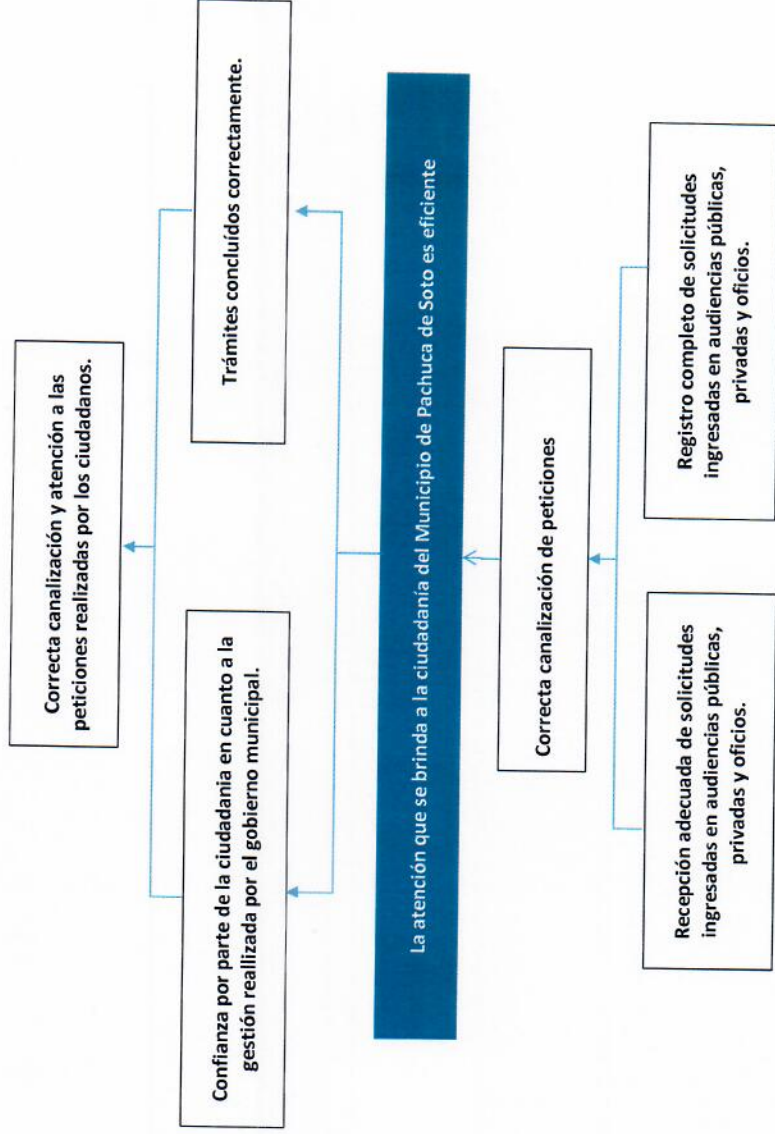 Correcta canalización y atención a las
peticiones realizadas por los ciudadanos.
Confianza por parte de la ciudadania en cuanto a la
gestión reallizada por el gobierno municipal.
Trámites concluídos correctamente.
La atención que se brinda a la ciudadanía del Municipio de Pachuca de Soto es eficiente
Correcta canalización de peticiones
Recepción adecuada de solicitudes
ingresadas en audiencias públicas,
privadas y oficios.
Registro completo de solicitudes
ingresadas en audiencias públicas,
privadas y oficios.